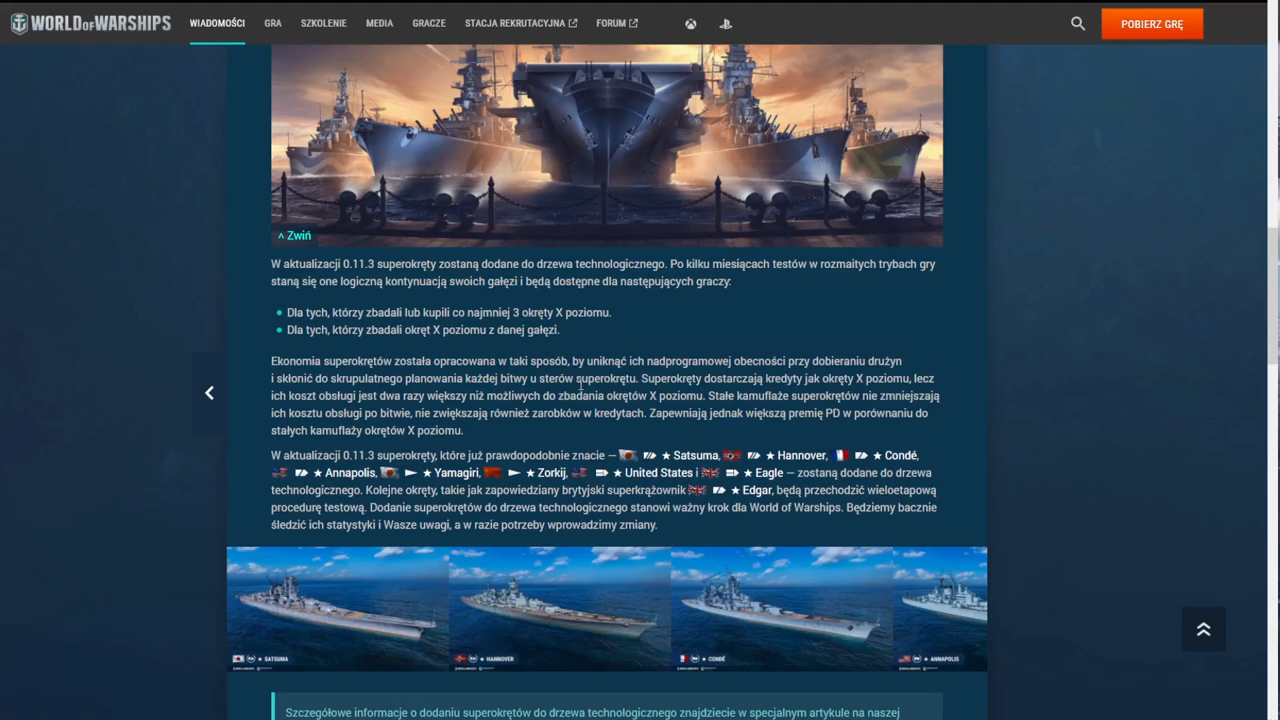 WORLD OF WARSHIPS WIADOMOŚCI GRA SZKOLENIE MEDIA GRACZE STACJA REKRUTACYJNA FORUM POBIERZ GRĘ
^ Zwiń
W aktualizacji 0.11.3 superokręty zostaną dodane do drzewa technologicznego. Po kilku miesiącach testów w rozmaitych trybach gry
staną się one logiczną kontynuacją swoich gałęzi i będą dostępne dla następujących graczy:
Dla tych, którzy zbadali lub kupili co najmniej 3 okręty X poziomu.
Dla tych, którzy zbadali okręt X poziomu z danej gałęzi.
Ekonomia superokrętów została opracowana w taki sposób, by uniknąć ich nadprogramowej obecności przy dobieraniu drużyn
i skłonić do skrupulatnego planowania każdej bitwy u sterów superokrętu. Superokręty dostarczają kredyty jak okręty X poziomu, lecz
ich koszt obsługi jest dwa razy większy niż możliwych do zbadania okrętów X poziomu. Stałe kamuflaże superokrętów nie zmniejszają
ich kosztu obsługi po bitwie, nie zwiększają również zarobków w kredytach. Zapewniają jednak większą premię PD w porównaniu do
stałych kamuflaży okrętów X poziomu.
W aktualizacji 0.11.3 superokręty, które już prawdopodobnie znacie — ★ Satsuma, ★ Hannover, ★ Condé,
★ Annapolis, ★ Yamagiri, ★ Zorkij, ★ United States i ★ Eagle — zostaną dodane do drzewa
technologicznego. Kolejne okręty, takie jak zapowiedziany brytyjski superkrążownik ★ Edgar, będą przechodzić wieloetapową
procedurę testową. Dodanie superokrętów do drzewa technologicznego stanowi ważny krok dla World of Warships. Będziemy bacznie
śledzić ich statystyki i Wasze uwagi, a w razie potrzeby wprowadzimy zmiany.
★ SATSUMA ★ HANNOVER ★ CONDÉ ★ ANNAPOLIS
Szczegółowe informacje o dodaniu superokrętów do drzewa technologicznego znajdziecie w specjalnym artykule na naszej